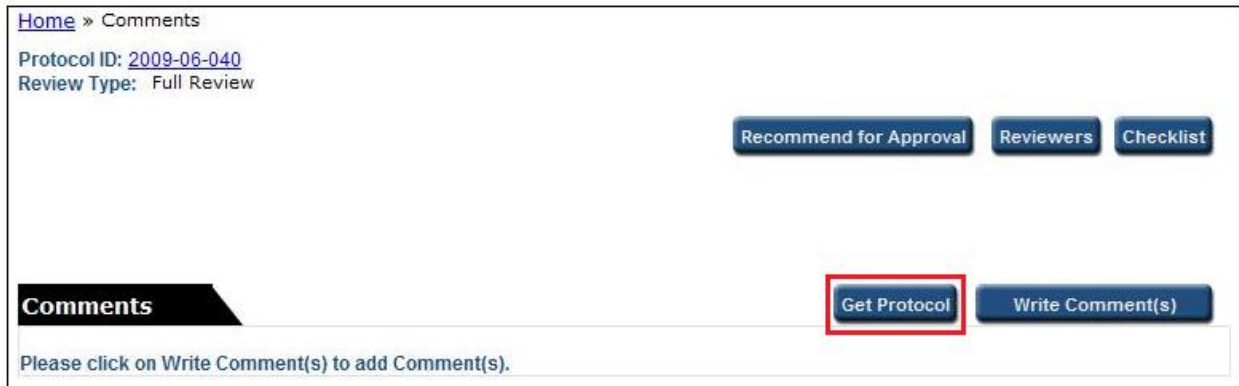 Home » Comments
Protocol ID: 2009-06-040
Review Type: Full Review
Recommend for Approval Reviewers Checklist
Comments Get Protocol Write Comment(s)
Please click on Write Comment(s) to add Comment(s).